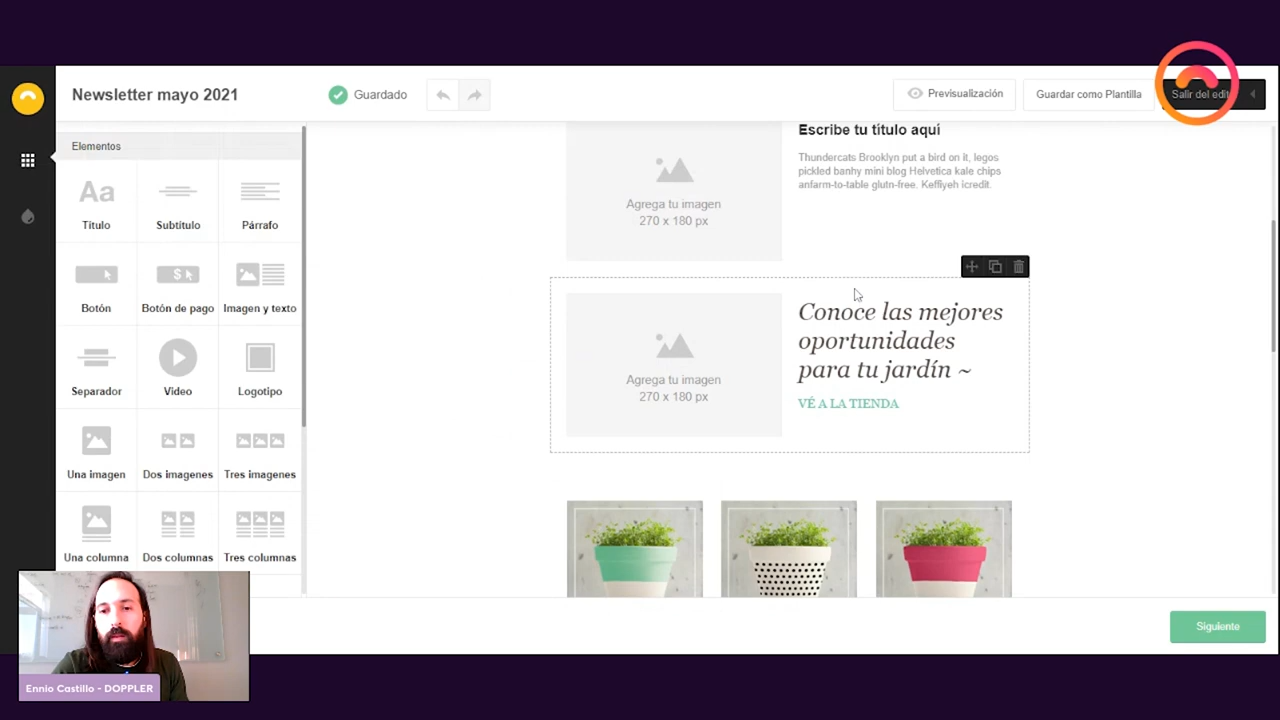 Newsletter mayo 2021
Guardado
Previsualización
Guardar como Plantilla
Salir del edit
Elementos
Aa
Título
Subtítulo
Párrafo
Botón
$
Botón de pago
Imagen y texto
Separador
Video
Logotipo
Una imagen
Dos imagenes
Tres imagenes
Una columna
Dos columnas
Tres columnas
Agrega tu imagen
270 x 180 px
Escribe tu título aquí
Thundercats Brooklyn put a bird on it, legos
pickled banhy mini blog Helvetica kale chips
anfarm-to-table glutn-free. Keffiyeh icredit.
Agrega tu imagen
270 x 180 px
Conoce las mejores
oportunidades
para tu jardín ~
VÉ A LA TIENDA
Siguiente
Ennio Castillo - DOPPLER